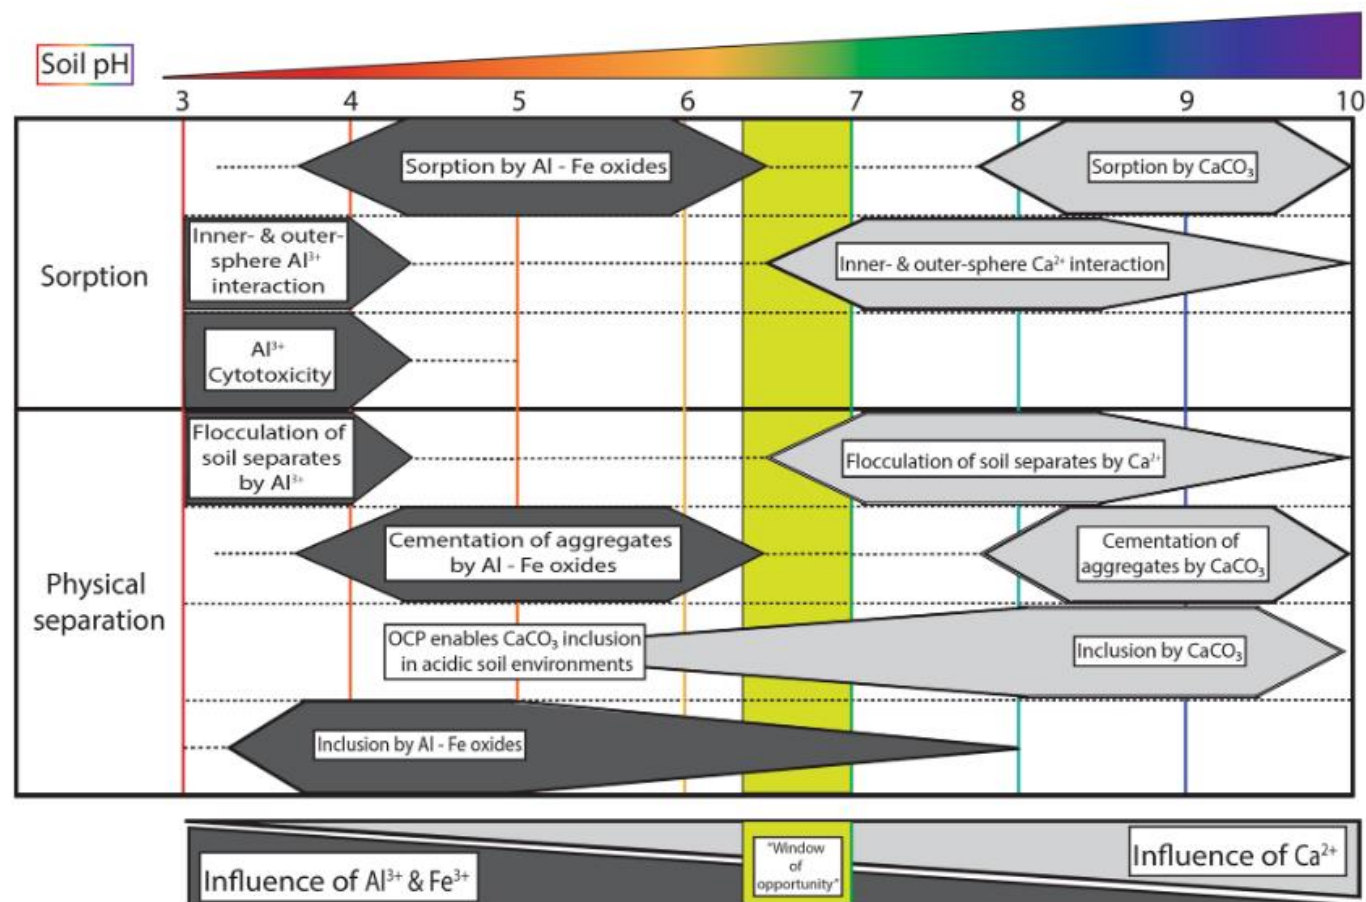 Soil pH
3 4 5 6 7 8 9 10
Sorption
Sorption by Al - Fe oxides
Sorption by CaCO₃
Inner- & outer-
sphere Al³⁺
interaction
Inner- & outer-sphere Ca²⁺ interaction
Al³⁺
Cytotoxicity
Physical
separation
Flocculation of
soil separates
by Al³⁺
Flocculation of soil separates by Ca²⁺
Cementation of aggregates
by Al - Fe oxides
Cementation of
aggregates by CaCO₃
OCP enables CaCO₃ inclusion
in acidic soil environments
Inclusion by CaCO₃
Inclusion by Al - Fe oxides
Influence of Al³⁺ & Fe³⁺
"Window
of
opportunity"
Influence of Ca²⁺